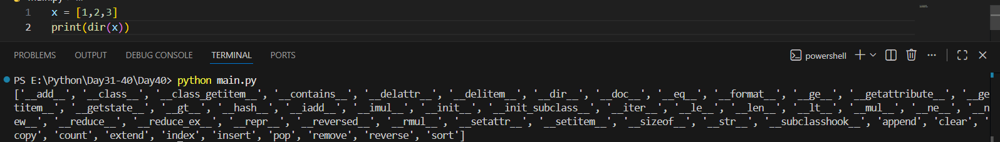 main.py
1 x = [1,2,3]
2 print(dir(x))
PROBLEMS OUTPUT DEBUG CONSOLE TERMINAL PORTS powershell
PS E:\Python\Day31-40\Day40> python main.py
['__add__', '__class__', '__class_getitem__', '__contains__', '__delattr__', '__delitem__', '__dir__', '__doc__', '__eq__', '__format__', '__ge__', '__getattribute__', '__ge
titem__', '__getstate__', '__gt__', '__hash__', '__iadd__', '__imul__', '__init__', '__init_subclass__', '__iter__', '__le__', '__len__', '__lt__', '__mul__', '__ne__', '__n
ew__', '__reduce__', '__reduce_ex__', '__repr__', '__reversed__', '__rmul__', '__setattr__', '__setitem__', '__sizeof__', '__str__', '__subclasshook__', 'append', 'clear', '
copy', 'count', 'extend', 'index', 'insert', 'pop', 'remove', 'reverse', 'sort']